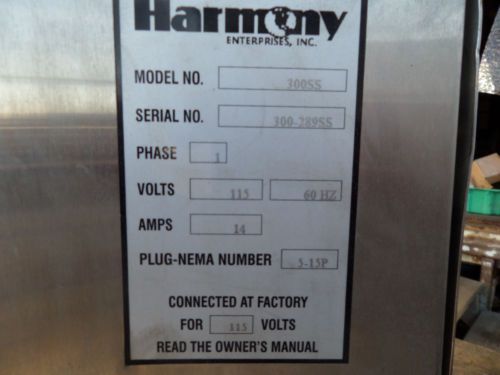 Harmony
ENTERPRISES, INC.
MODEL NO. 300SS
SERIAL NO. 300-289SS
PHASE 1
VOLTS 115 60 HZ
AMPS 14
PLUG-NEMA NUMBER 5-15P
CONNECTED AT FACTORY
FOR 115 VOLTS
READ THE OWNER'S MANUAL